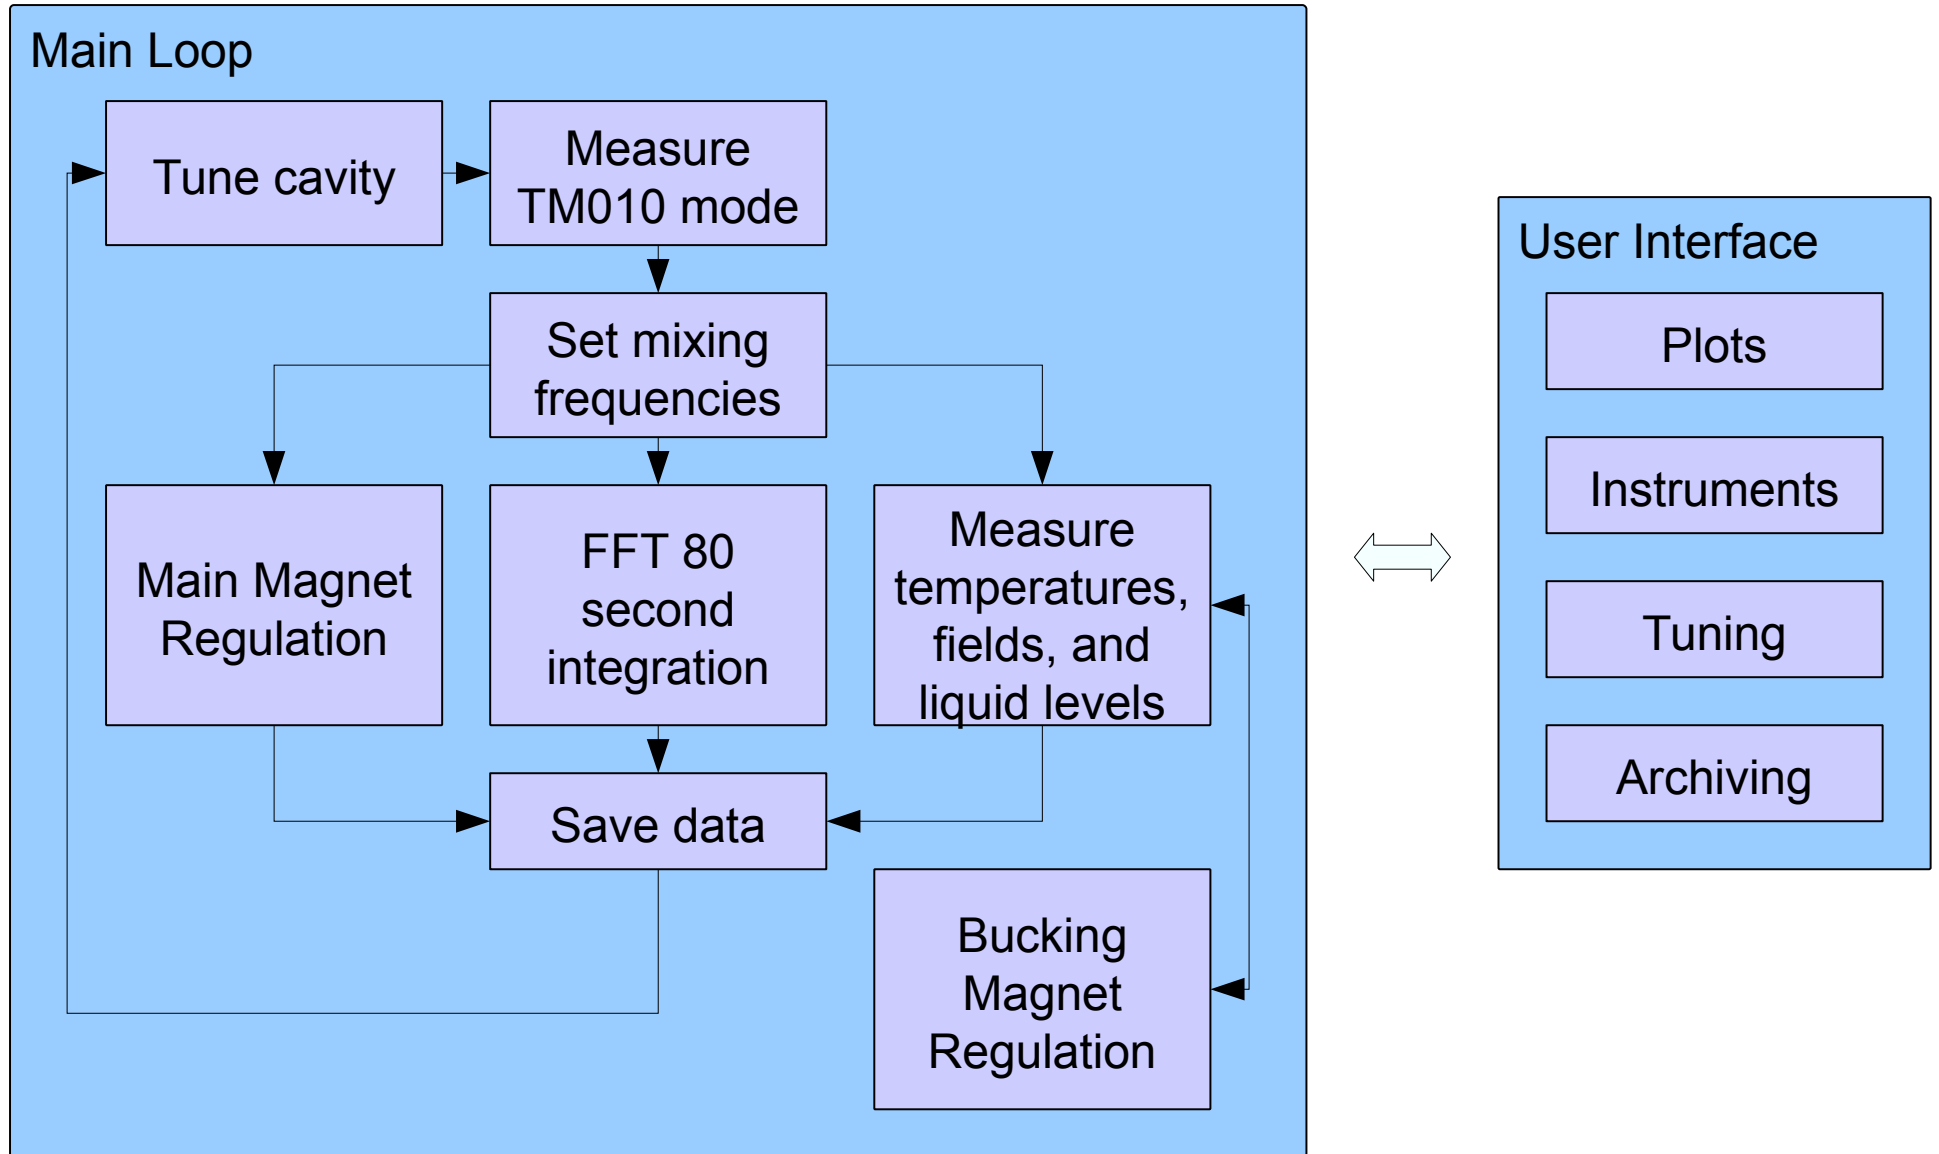 Main Loop
Tune cavity
Measure
TM010 mode
Set mixing
frequencies
Main Magnet
Regulation
FFT 80
second
integration
Measure
temperatures,
fields, and
liquid levels
Save data
Bucking
Magnet
Regulation
User Interface
Plots
Instruments
Tuning
Archiving